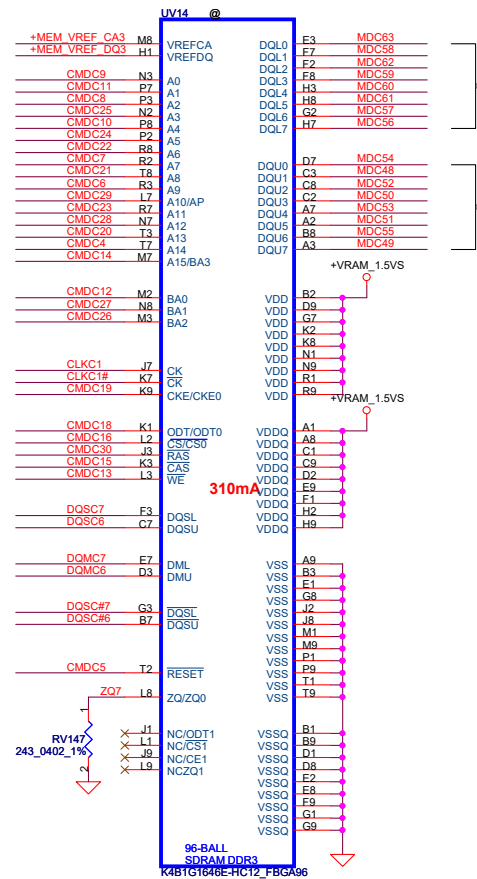 UV14 @
+MEM_VREF_CA3 M8 VREFCA E3 MDC63
+MEM_VREF_DQ3 H1 VREFDQ DQL0 F7 MDC58
DQL1 F2 MDC62
DQL2 F8 MDC59
CMDC9 N3 A0 DQL3 H3 MDC60
CMDC11 P7 A1 DQL4 H8 MDC61
CMDC8 P3 A2 DQL5 G2 MDC57
CMDC25 N2 A3 DQL6 H7 MDC56
CMDC10 P8 A4 DQL7
CMDC24 P2 A5
CMDC22 R8 A6
CMDC7 R2 A7 DQU0 D7 MDC54
CMDC21 T8 A8 DQU1 C3 MDC48
CMDC6 R3 A9 DQU2 C8 MDC52
CMDC29 L7 A10/AP DQU3 C2 MDC50
CMDC23 R7 A11 DQU4 A7 MDC53
CMDC28 N7 A12 DQU5 A2 MDC51
CMDC20 T3 A13 DQU6 B8 MDC55
CMDC4 T7 A14 DQU7 A3 MDC49
CMDC14 M7 A15/BA3
+VRAM_1.5VS
CMDC12 M2 BA0 VDD B2
CMDC27 N8 BA1 VDD D9
CMDC26 M3 BA2 VDD G7
VDD K2
VDD K8
VDD N1
CLKC1 J7 CK VDD N9
CLKC1# K7 CK VDD R1
CMDC19 K9 CKE/CKE0 VDD R9
+VRAM_1.5VS
CMDC18 K1 ODT/ODT0 VDDQ A1
CMDC16 L2 CS/CS0 VDDQ A8
CMDC30 J3 RAS VDDQ C1
CMDC15 K3 CAS VDDQ C9
CMDC13 L3 WE VDDQ D2
310mA VDDQ E9
VDDQ F1
DQSC7 F3 DQSL VDDQ H2
DQSC6 C7 DQSU VDDQ H9
DQMC7 E7 DML VSS A9
DQMC6 D3 DMU VSS B3
VSS E1
VSS G8
DQSC#7 G3 DQSL VSS J2
DQSC#6 B7 DQSU VSS J8
VSS M1
VSS M9
VSS P1
CMDC5 T2 RESET VSS P9
VSS T1
ZQ7 L8 ZQ/ZQ0 VSS T9
1
J1 NC/ODT1 VSSQ B1
RV147 L1 NC/CS1 VSSQ B9
243_0402_1% J9 NC/CE1 VSSQ D1
2 L9 NCZQ1 VSSQ D8
VSSQ E2
VSSQ E8
VSSQ F9
VSSQ G1
VSSQ G9
96-BALL
SDRAM DDR3
K4B1G1646E-HC12_FBGA96